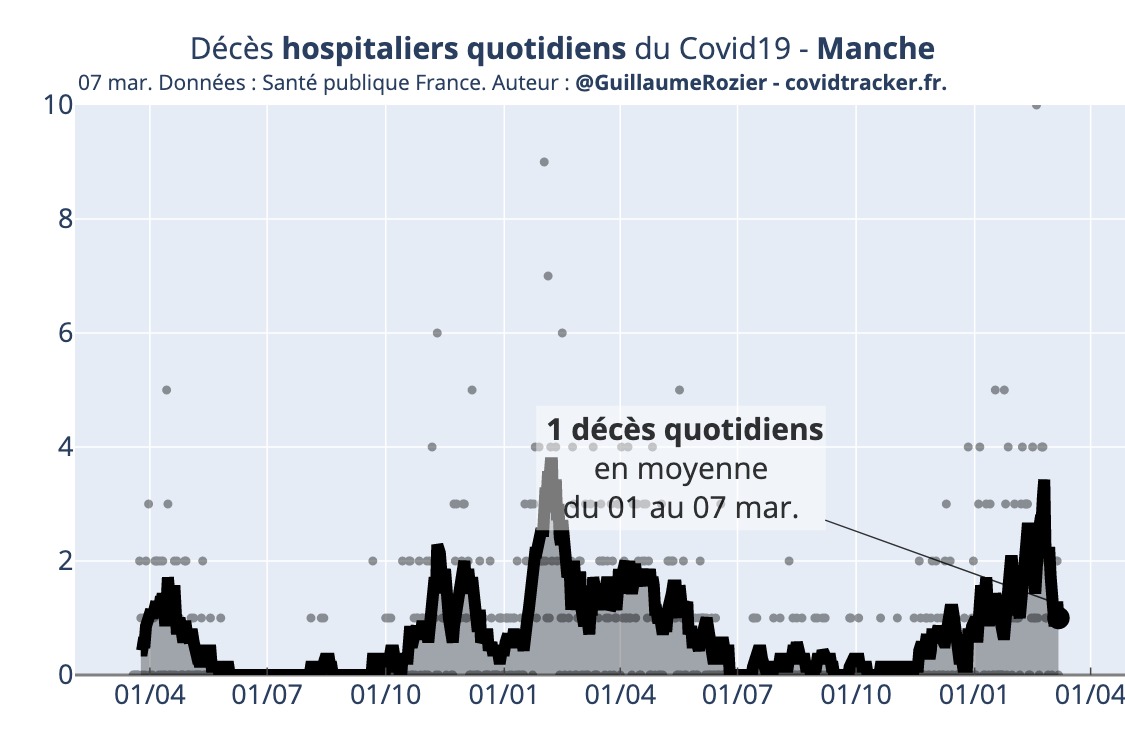 Décès hospitaliers quotidiens du Covid19 - Manche
07 mar. Données : Santé publique France. Auteur : @GuillaumeRozier - covidtracker.fr.
10
8
6
4
2
0
1 décès quotidiens
en moyenne
du 01 au 07 mar.
01/04 01/07 01/10 01/01 01/04 01/07 01/10 01/01 01/04